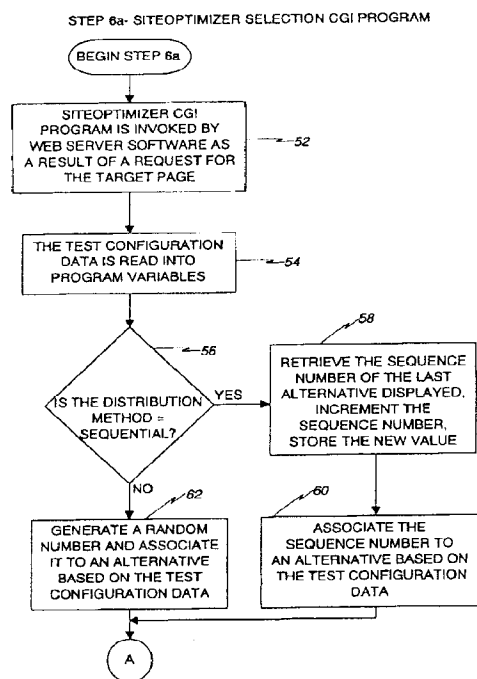 STEP 6a- SITEOPTIMIZER SELECTION CGI PROGRAM
BEGIN STEP 6a
SITEOPTIMIZER CGI
PROGRAM IS INVOKED BY
WEB SERVER SOFTWARE AS
A RESULT OF A REQUEST FOR
THE TARGET PAGE
52
THE TEST CONFIGURATION
DATA IS READ INTO
PROGRAM VARIABLES
54
56
IS THE DISTRIBUTION
METHOD =
SEQUENTIAL?
YES
58
RETRIEVE THE SEQUENCE
NUMBER OF THE LAST
ALTERNATIVE DISPLAYED,
INCREMENT THE
SEQUENCE NUMBER,
STORE THE NEW VALUE
NO
62
GENERATE A RANDOM
NUMBER AND ASSOCIATE
IT TO AN ALTERNATIVE
BASED ON THE TEST
CONFIGURATION DATA
60
ASSOCIATE THE
SEQUENCE NUMBER TO
AN ALTERNATIVE BASED ON
THE TEST CONFIGURATION
DATA
A